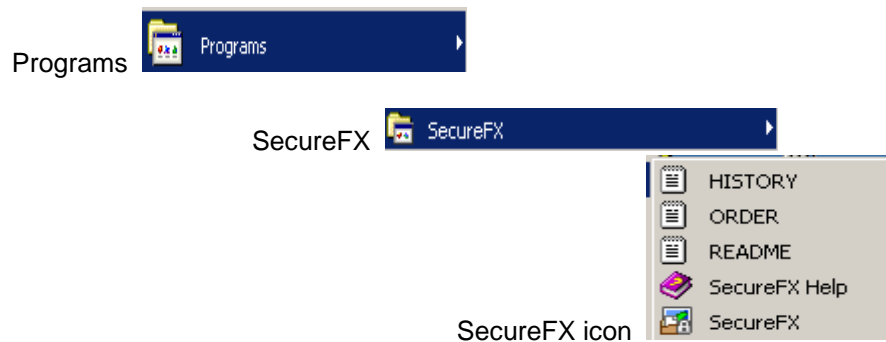 Programs Programs
SecureFX SecureFX
HISTORY
ORDER
README
SecureFX Help
SecureFX icon SecureFX